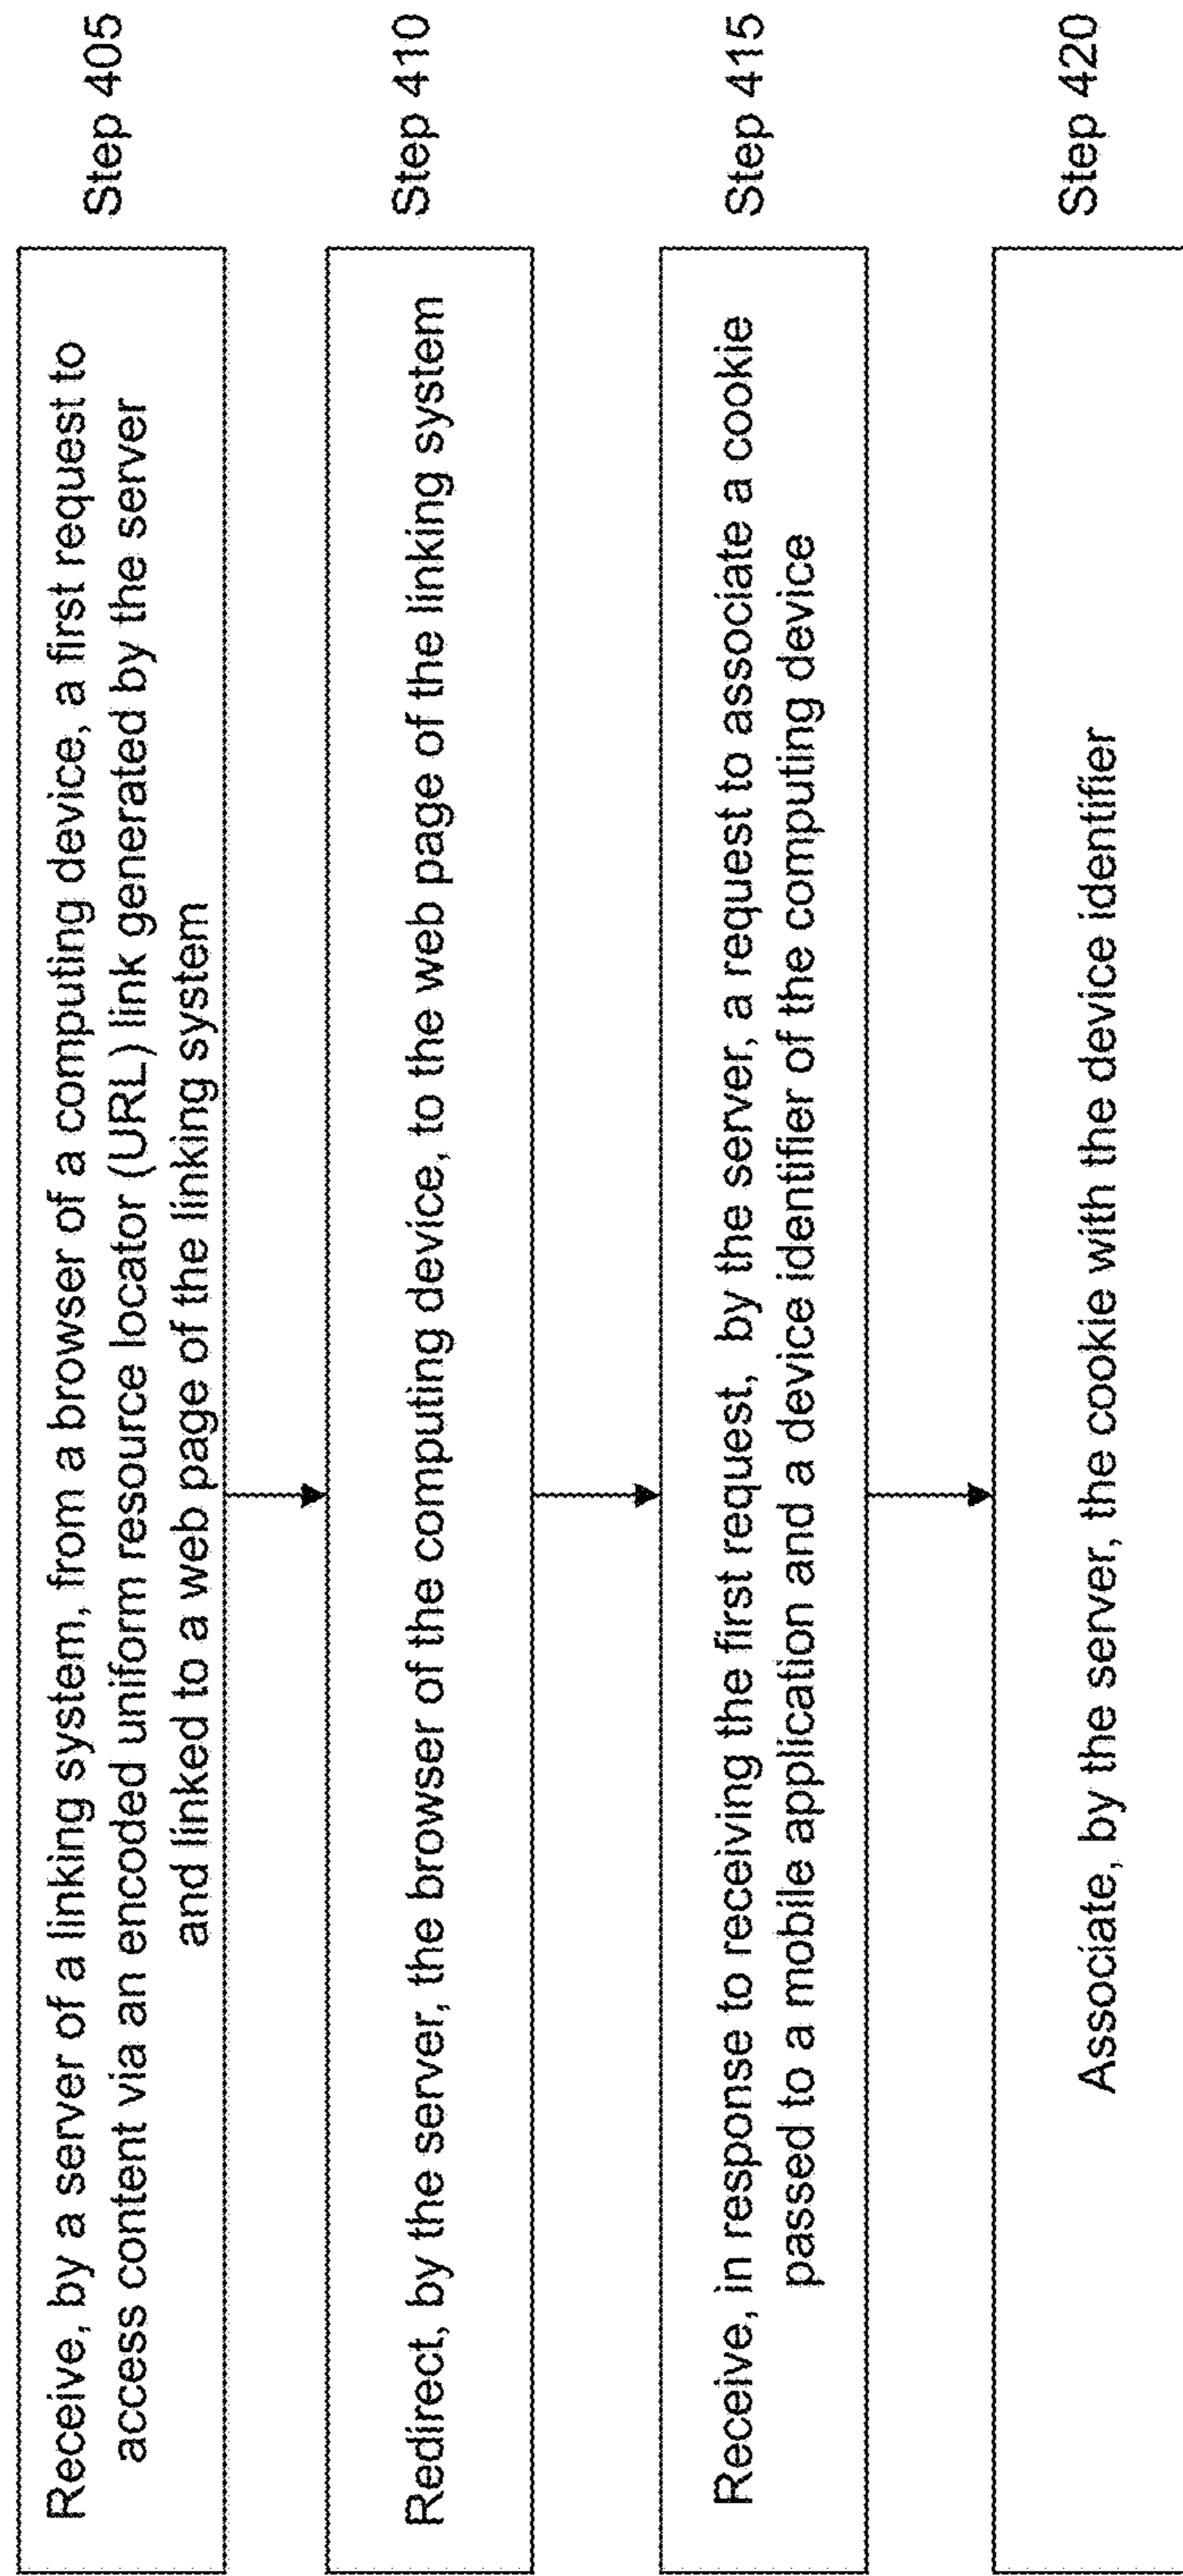 Receive, by a server of a linking system, from a browser of a computing device, a first request to
access content via an encoded uniform resource locator (URL) link generated by the server
and linked to a web page of the linking system
Step 405
Redirect, by the server, the browser of the computing device, to the web page of the linking system
Step 410
Receive, in response to receiving the first request, by the server, a request to associate a cookie
passed to a mobile application and a device identifier of the computing device
Step 415
Associate, by the server, the cookie with the device identifier
Step 420